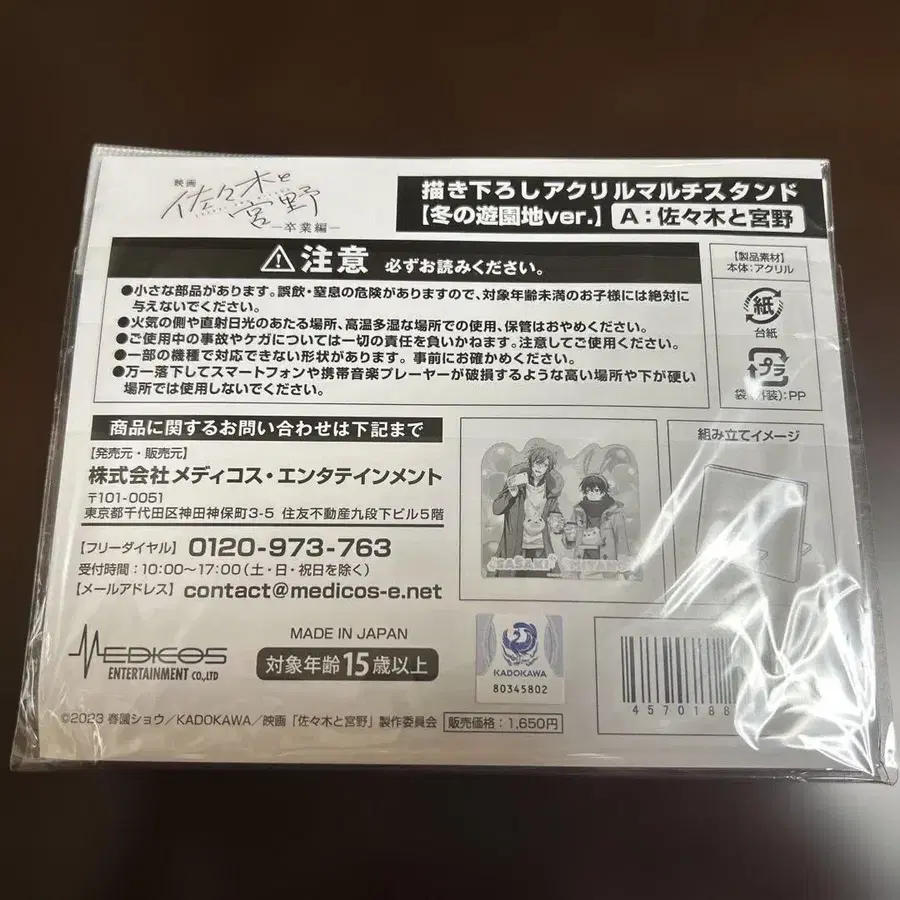 映画
佐々木と宮野
―卒業編―
描き下ろしアクリルマルチスタンド
【冬の遊園地ver.】 A:佐々木と宮野
⚠注意 必ずお読みください。
●小さな部品があります。誤飲・窒息の危険がありますので、対象年齢未満のお子様には絶対に
与えないでください。
●火気の側や直射日光のあたる場所、高温多湿な場所での使用、保管はおやめください。
●ご使用中の事故やケガについては一切の責任を負いかねます。注意してご使用ください。
●一部の機種で対応できない形状があります。事前にお確かめください。
●万一落下してスマートフォンや携帯音楽プレーヤーが破損するような高い場所や下が硬い
場所では使用しないでください。
【製品素材】
本体:アクリル
紙
台紙
プラ
袋(外装):PP
商品に関するお問い合わせは下記まで
【発売元・販売元】
株式会社メディコス・エンタテインメント
〒101-0051
東京都千代田区神田神保町3-5 住友不動産九段下ビル5階
【フリーダイヤル】 0120-973-763
受付時間:10:00～17:00(土・日・祝日を除く)
【メールアドレス】 contact@medicos-e.net
組み立てイメージ
SASAKI
MEDICOS
ENTERTAINMENT CO.,LTD
MADE IN JAPAN
対象年齢15歳以上
KADOKAWA
80345802
4570188
©2023 春園ショウ/KADOKAWA/映画「佐々木と宮野」製作委員会
販売価格:1,650円